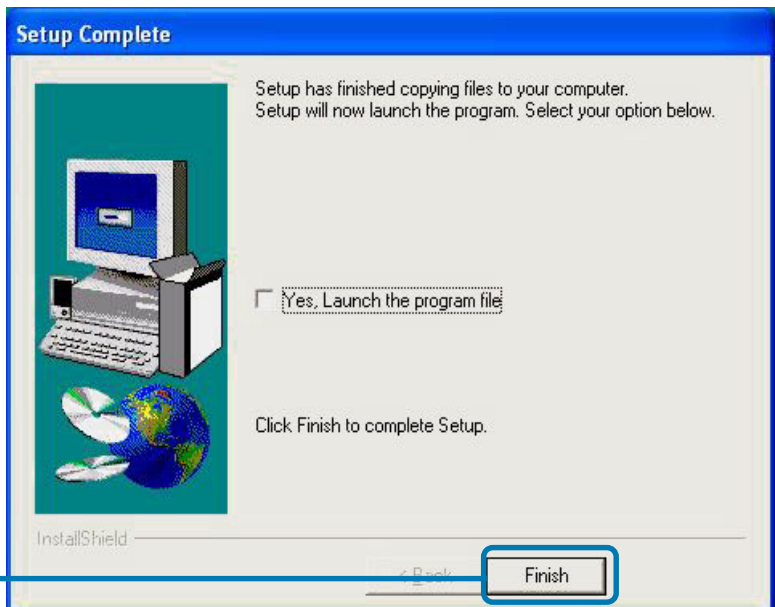 Setup Complete
Setup has finished copying files to your computer.
Setup will now launch the program. Select your option below.
Yes, Launch the program file
Click Finish to complete Setup.
InstallShield
< Back
Finish